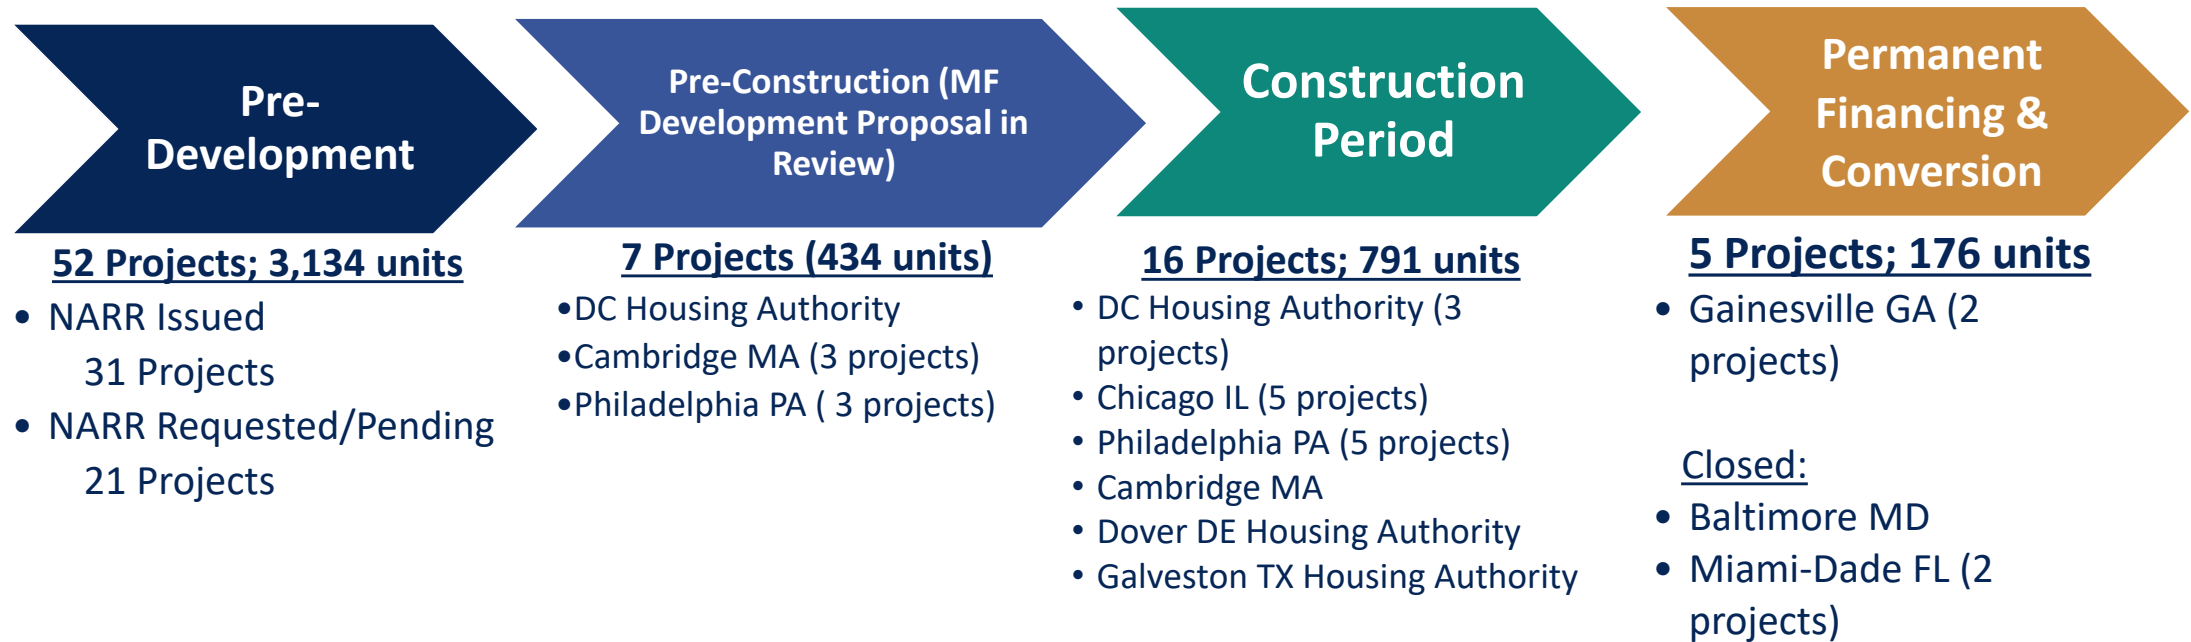 Pre-
Development
52 Projects; 3,134 units
• NARR Issued
31 Projects
• NARR Requested/Pending
21 Projects
Pre-Construction (MF
Development Proposal in
Review)
7 Projects (434 units)
•DC Housing Authority
•Cambridge MA (3 projects)
•Philadelphia PA ( 3 projects)
Construction
Period
16 Projects; 791 units
• DC Housing Authority (3
projects)
• Chicago IL (5 projects)
• Philadelphia PA (5 projects)
• Cambridge MA
• Dover DE Housing Authority
• Galveston TX Housing Authority
Permanent
Financing &
Conversion
5 Projects; 176 units
• Gainesville GA (2
projects)
Closed:
• Baltimore MD
• Miami-Dade FL (2
projects)